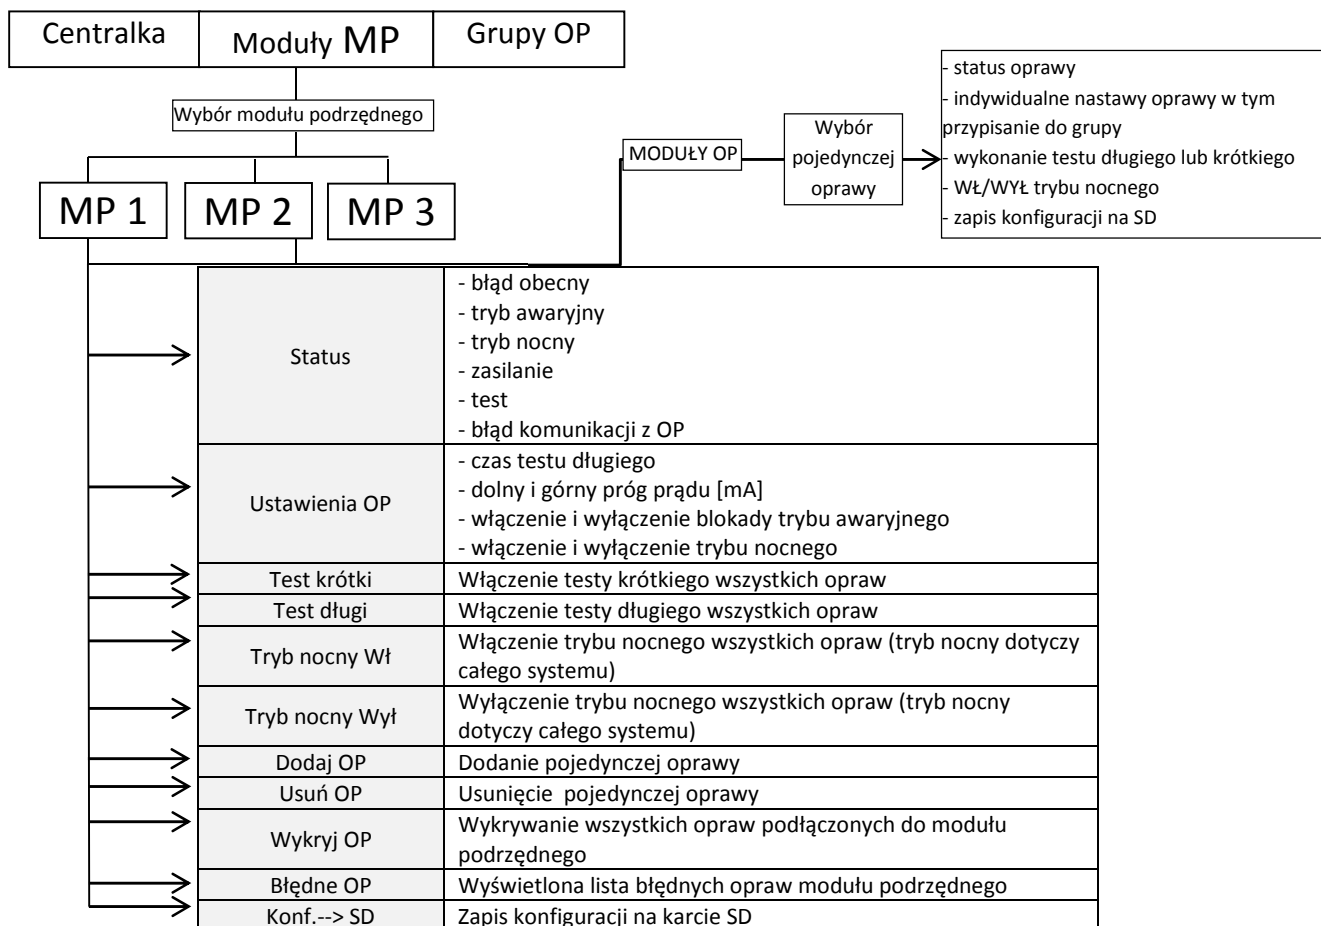 Centralka
Moduły MP
Grupy OP
Wybór modułu podrzędnego
MP 1
MP 2
MP 3
MODUŁY OP
Wybór
pojedynczej
oprawy
- status oprawy
- indywidualne nastawy oprawy w tym
przypisanie do grupy
- wykonanie testu długiego lub krótkiego
- WŁ/WYŁ trybu nocnego
- zapis konfiguracji na SD
Status
- błąd obecny
- tryb awaryjny
- tryb nocny
- zasilanie
- test
- błąd komunikacji z OP
Ustawienia OP
- czas testu długiego
- dolny i górny próg prądu [mA]
- włączenie i wyłączenie blokady trybu awaryjnego
- włączenie i wyłączenie trybu nocnego
Test krótki
Włączenie testy krótkiego wszystkich opraw
Test długi
Włączenie testy długiego wszystkich opraw
Tryb nocny Wł
Włączenie trybu nocnego wszystkich opraw (tryb nocny dotyczy
całego systemu)
Tryb nocny Wył
Wyłączenie trybu nocnego wszystkich opraw (tryb nocny
dotyczy całego systemu)
Dodaj OP
Dodanie pojedynczej oprawy
Usuń OP
Usunięcie  pojedynczej oprawy
Wykryj OP
Wykrywanie wszystkich opraw podłączonych do modułu
podrzędnego
Błędne OP
Wyświetlona lista błędnych opraw modułu podrzędnego
Konf.--> SD
Zapis konfiguracji na karcie SD